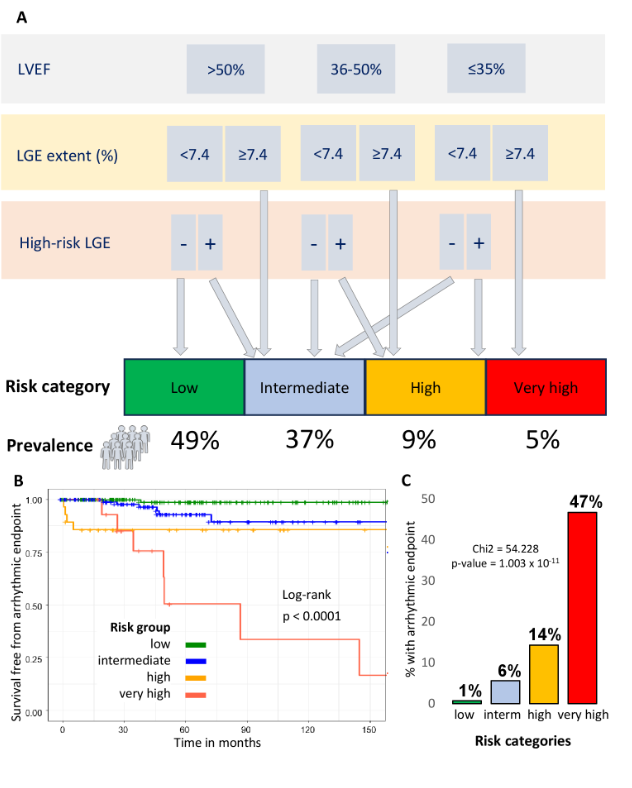 A
LVEF
>50%
36-50%
≤35%
LGE extent (%)
<7.4
≥7.4
<7.4
≥7.4
<7.4
≥7.4
High-risk LGE
-
+
-
+
-
+
Risk category
Low
Intermediate
High
Very high
Prevalence
49%
37%
9%
5%
B
Survival free from arrhythmic endpoint
1.00
0.75
0.50
0.25
0.00
Log-rank
p < 0.0001
Risk group
low
intermediate
high
very high
0
30
60
90
120
150
Time in months
C
% with arrhythmic endpoint
50
40
30
20
10
0
Chi2 = 54.228
p-value = 1.003 x 10-11
1%
6%
14%
47%
low
interm
high
very high
Risk categories